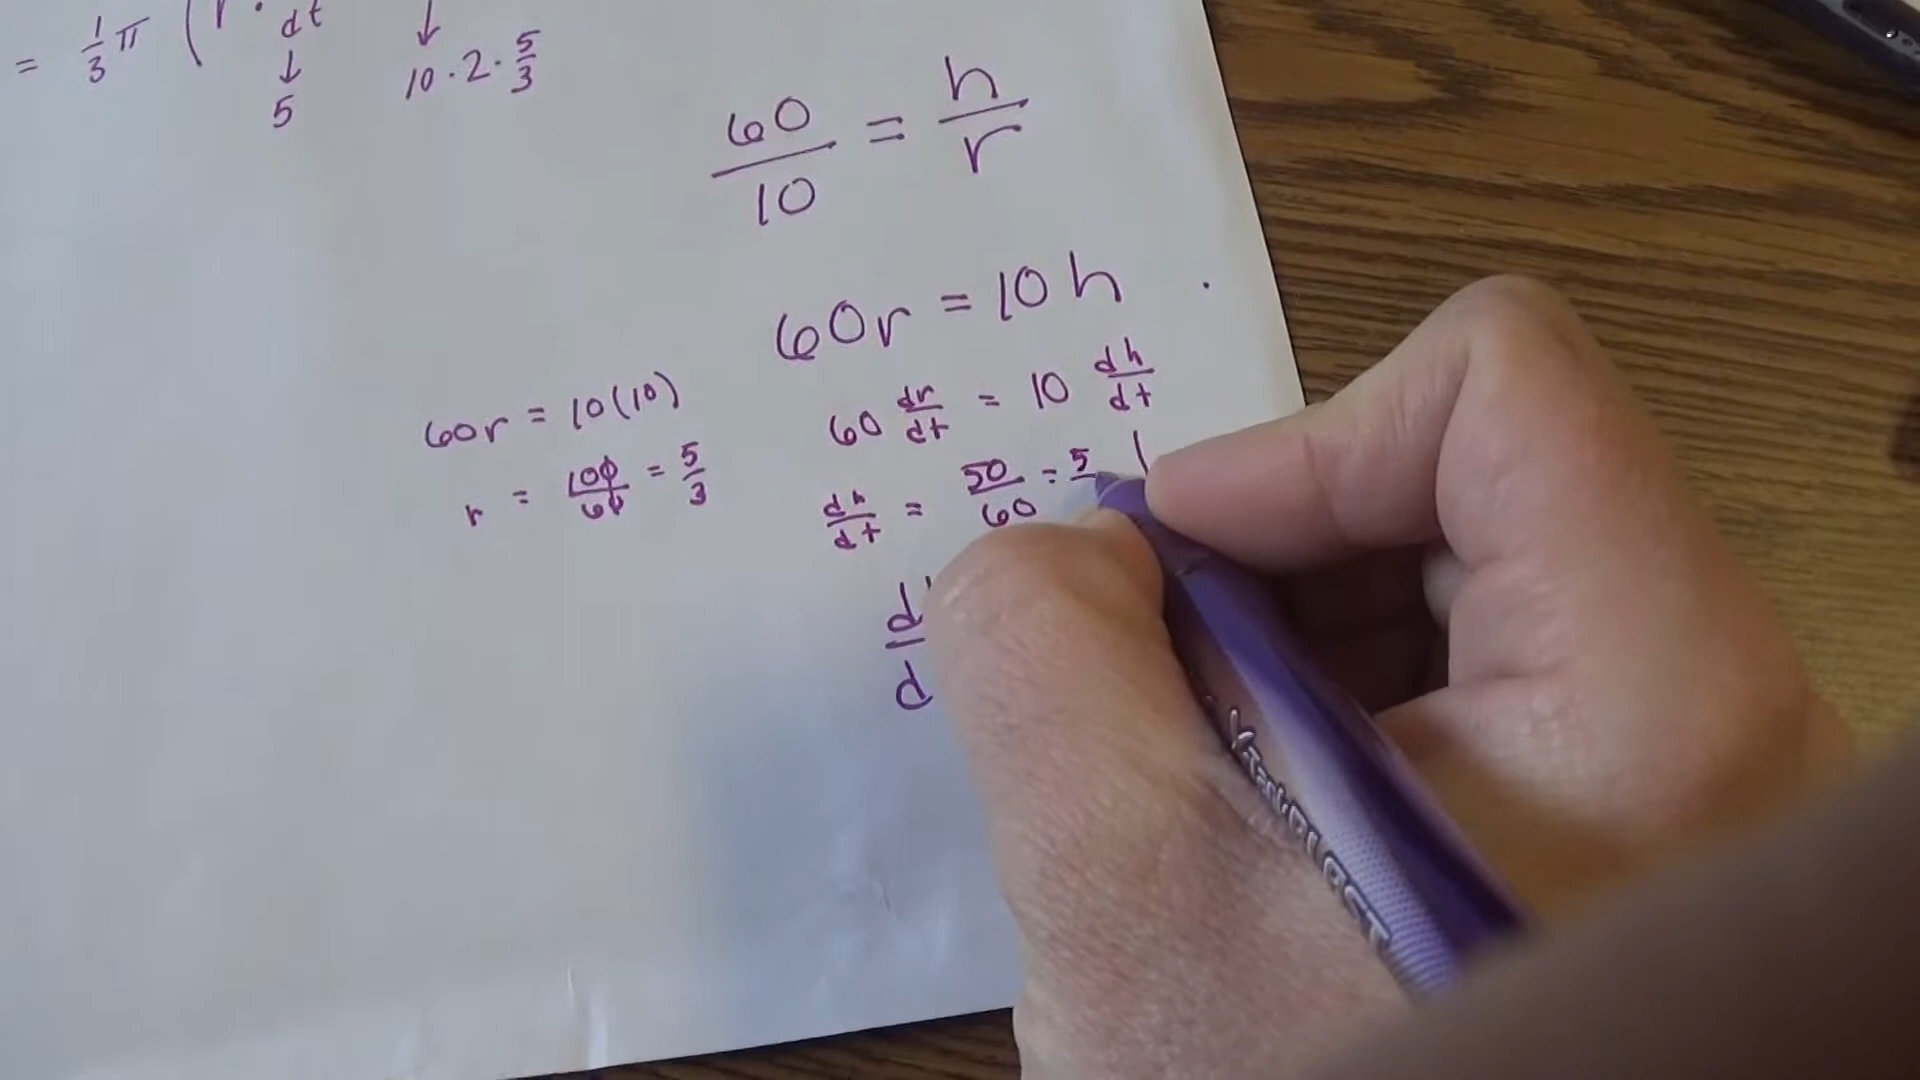 = 1/3 π ( r · dt
↓ ↓
5 10 · 2 · 5/3
60/10 = h/r
60r = 10h .
60r = 10(10)
r = 100/60 = 5/3
60 dr/dt = 10 dh/dt
dh/dt = 50/60 = 5
d
d
XtraBLAST